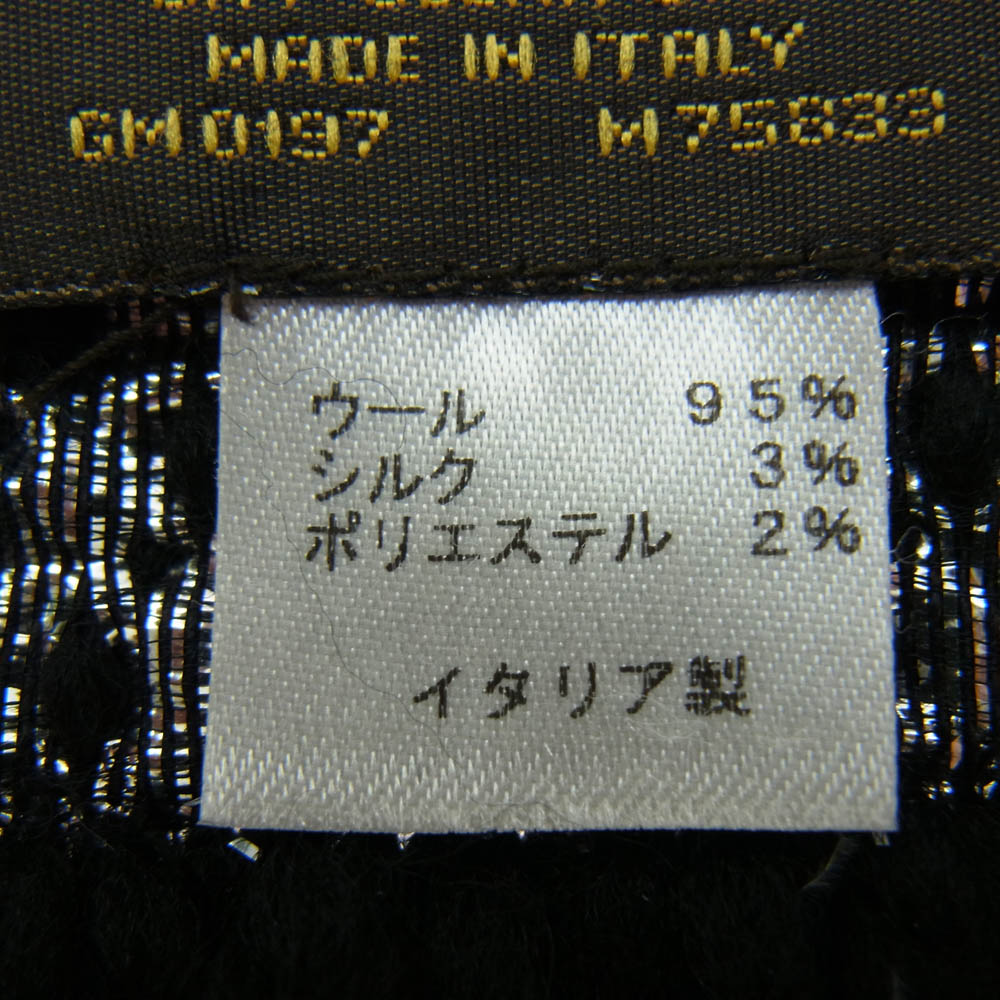 MADE IN ITALY
GM0197 M75833
ウール 95%
シルク 3%
ポリエステル 2%
イタリア製